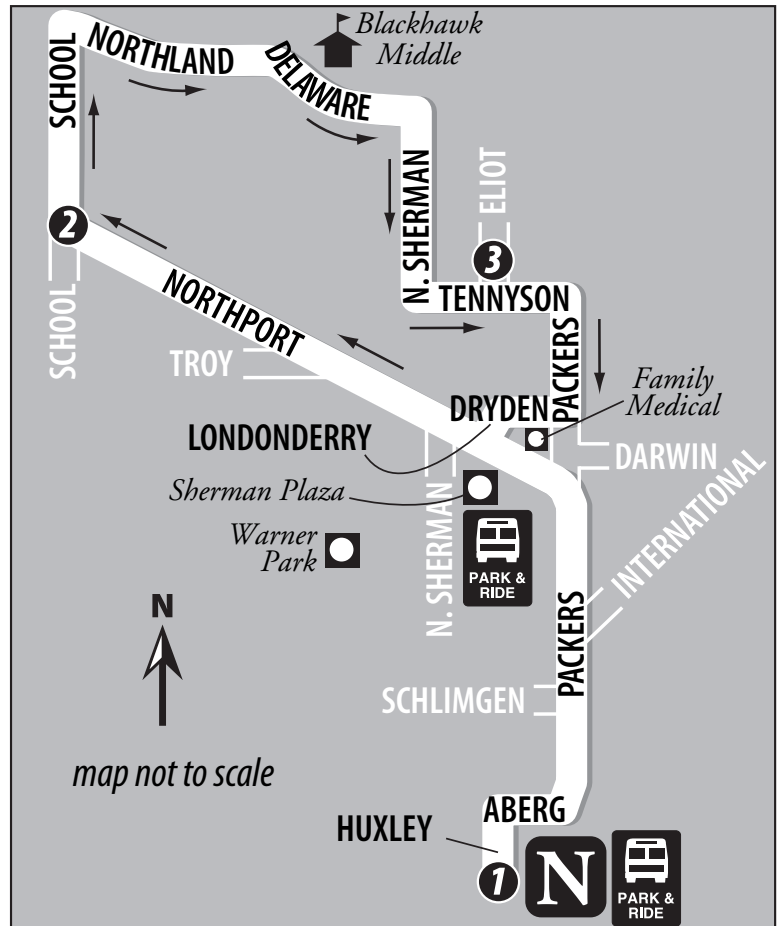 Blackhawk
Middle
NORTHLAND
DELAWARE
SCHOOL
N. SHERMAN
ELIOT
2
3
TENNYSON
SCHOOL
NORTHPORT
TROY
PACKERS
Family
Medical
DRYDEN
LONDONDERRY
DARWIN
Sherman Plaza
INTERNATIONAL
Warner
Park
N. SHERMAN
PARK &
RIDE
N
PACKERS
SCHLIMGEN
map not to scale
ABERG
HUXLEY
1
N
PARK &
RIDE